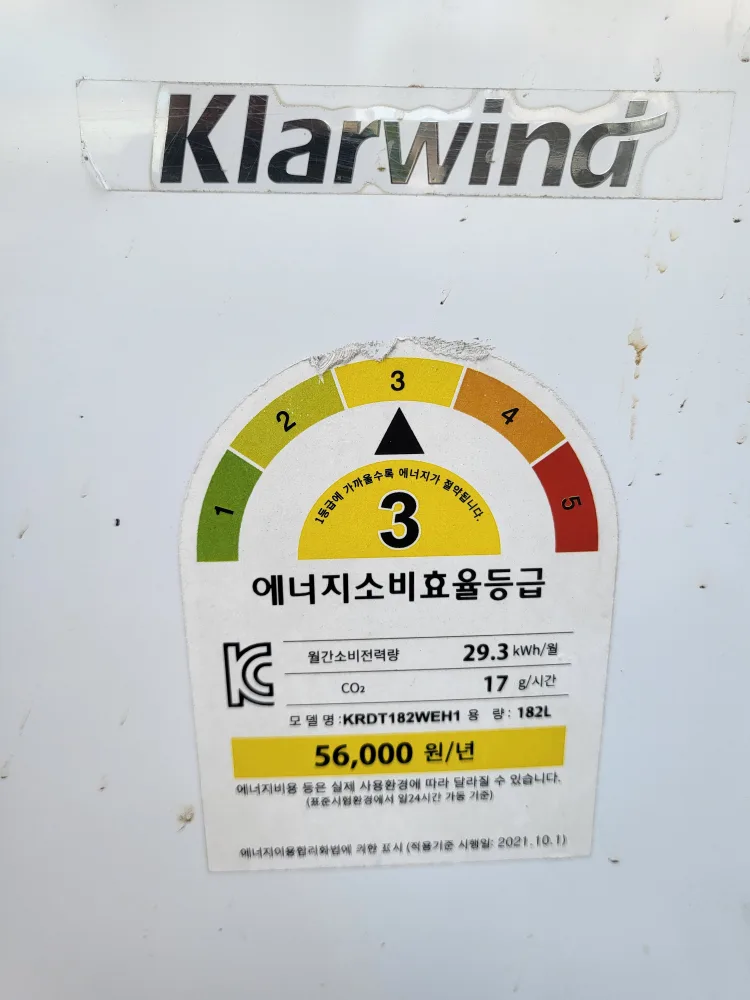 Klarwind
1
2
3
4
5
1등급에 가까울수록 에너지가 절약됩니다.
3
에너지소비효율등급
월간소비전력량 29.3 kWh/월
CO₂ 17 g/시간
모 델 명 : KRDT182WEH1 용 량 : 182L
56,000 원/년
에너지비용 등은 실제 사용환경에 따라 달라질 수 있습니다.
(표준시험환경에서 일24시간 가동 기준)
에너지이용합리화법에 의한 표시 (적용기준 시행일: 2021.10.1)